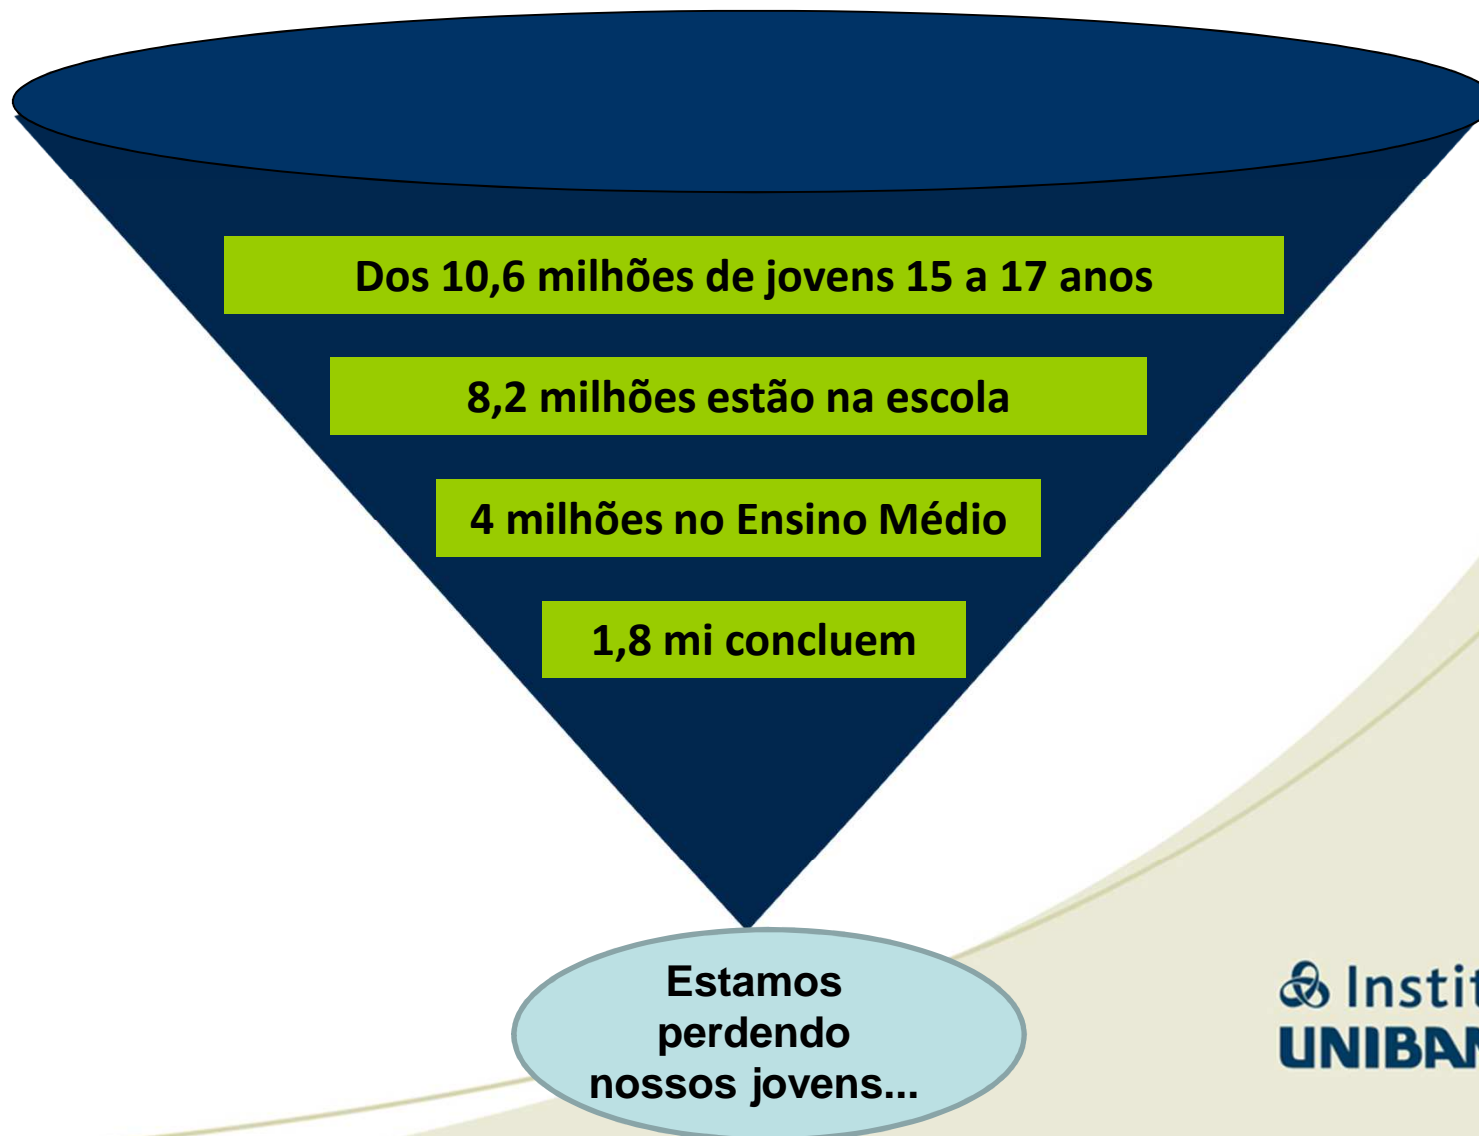 Dos 10,6 milhões de jovens 15 a 17 anos
8,2 milhões estão na escola
4 milhões no Ensino Médio
1,8 mi concluem
Estamos
perdendo
nossos jovens...